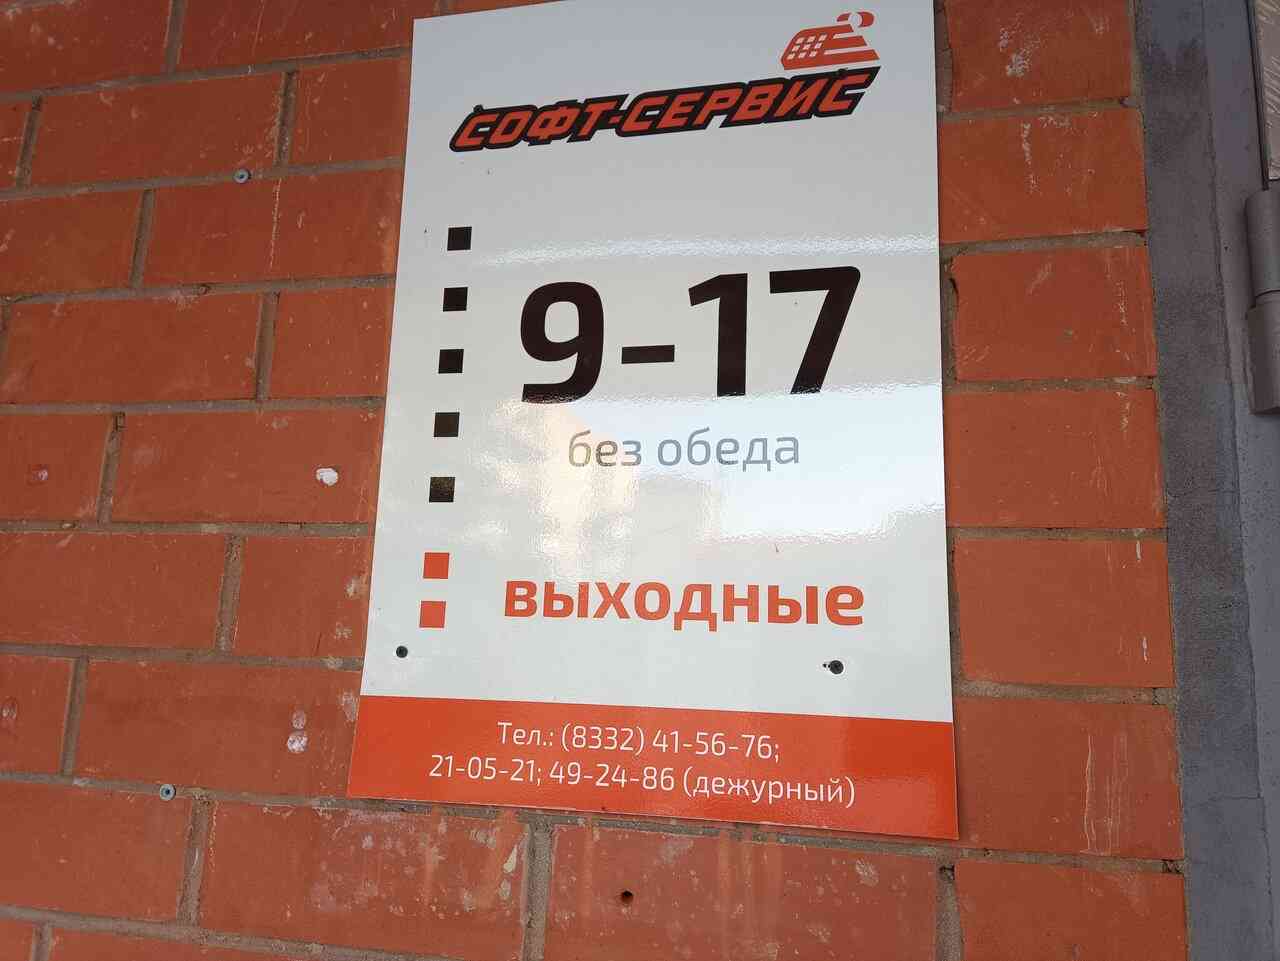 СОФТ-СЕРВИС
9-17
без обеда
выходные
Тел.: (8332) 41-56-76;
21-05-21; 49-24-86 (дежурный)